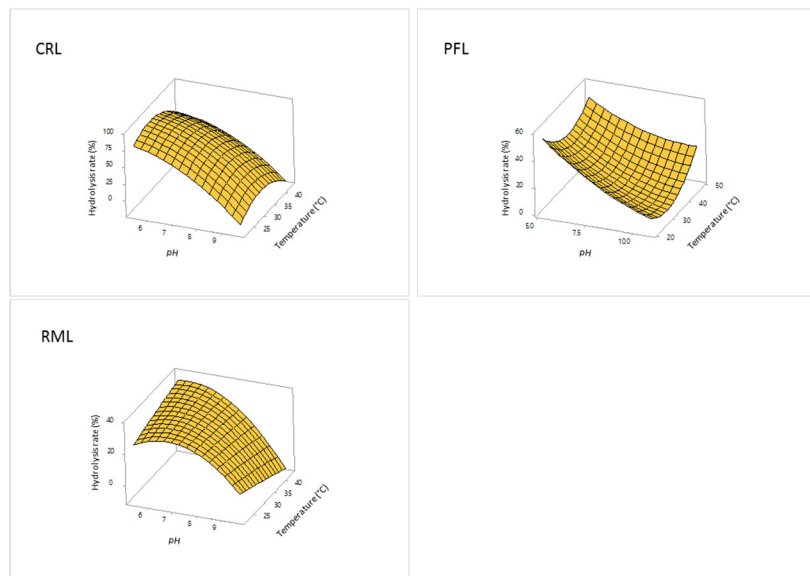 CRL
Hydrolysis rate (%)
100
75
50
25
0
6
7
8
9
pH
25
30
35
40
Temperature (°C)
PFL
Hydrolysis rate (%)
60
40
20
0
5.0
7.5
10.0
pH
20
30
40
50
Temperature (°C)
RML
Hydrolysis rate (%)
40
20
0
6
7
8
9
pH
25
30
35
40
Temperature (°C)